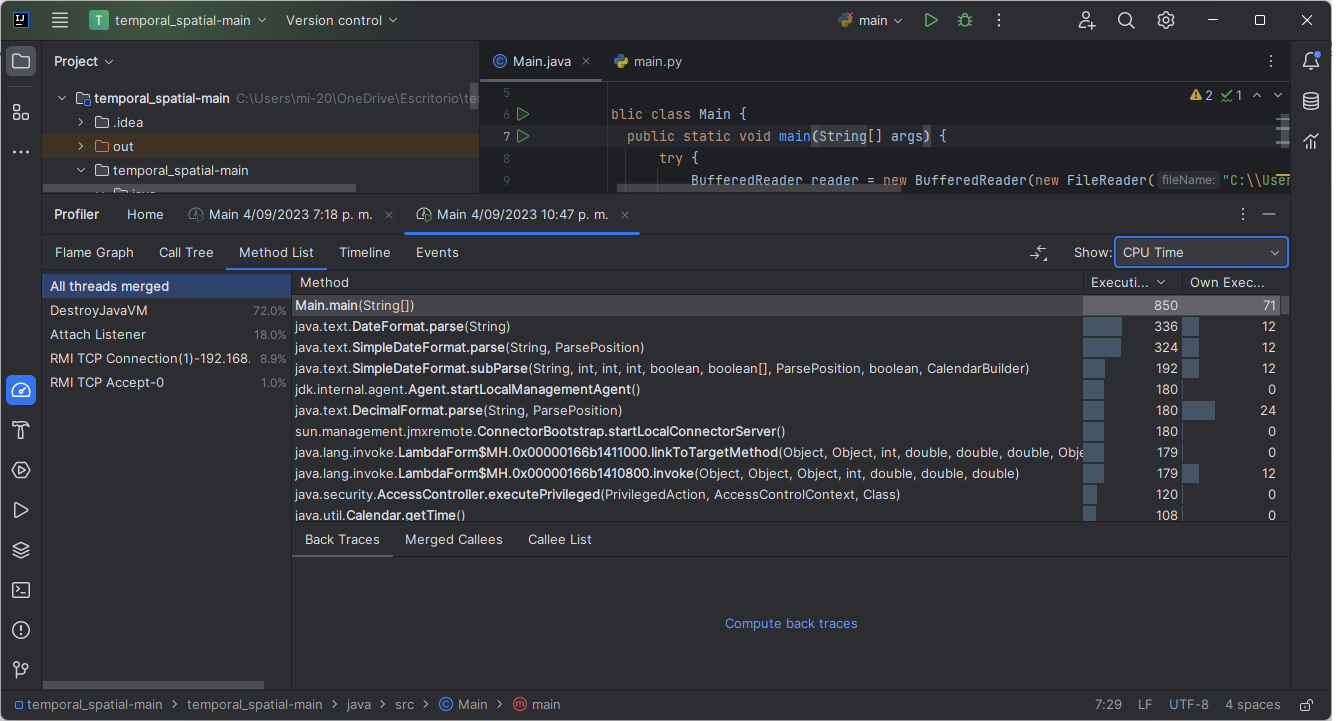 IJ T temporal_spatial-main Version control main
Project
Main.java main.py
temporal_spatial-main C:\Users\mi-20\OneDrive\Escritorio\te
.idea
out
temporal_spatial-main
5
6 blic class Main {
7 public static void main(String[] args) {
8 try {
9 BufferedReader reader = new BufferedReader(new FileReader( fileName: "C:\\User
2 1
Profiler Home Main 4/09/2023 7:18 p. m. Main 4/09/2023 10:47 p. m.
Flame Graph Call Tree Method List Timeline Events Show: CPU Time
All threads merged
DestroyJavaVM 72.0%
Attach Listener 18.0%
RMI TCP Connection(1)-192.168. 8.9%
RMI TCP Accept-0 1.0%
Method Executi... Own Exec...
Main.main(String[]) 850 71
java.text.DateFormat.parse(String) 336 12
java.text.SimpleDateFormat.parse(String, ParsePosition) 324 12
java.text.SimpleDateFormat.subParse(String, int, int, int, boolean, boolean[], ParsePosition, boolean, CalendarBuilder) 192 12
jdk.internal.agent.Agent.startLocalManagementAgent() 180 0
java.text.DecimalFormat.parse(String, ParsePosition) 180 24
sun.management.jmxremote.ConnectorBootstrap.startLocalConnectorServer() 180 0
java.lang.invoke.LambdaForm$MH.0x00000166b1411000.linkToTargetMethod(Object, Object, int, double, double, double, Obje 179 0
java.lang.invoke.LambdaForm$MH.0x00000166b1410800.invoke(Object, Object, Object, int, double, double, double) 179 12
java.security.AccessController.executePrivileged(PrivilegedAction, AccessControlContext, Class) 120 0
java.util.Calendar.getTime() 108 0
Back Traces Merged Callees Callee List
Compute back traces
temporal_spatial-main temporal_spatial-main java src Main main 7:29 LF UTF-8 4 spaces